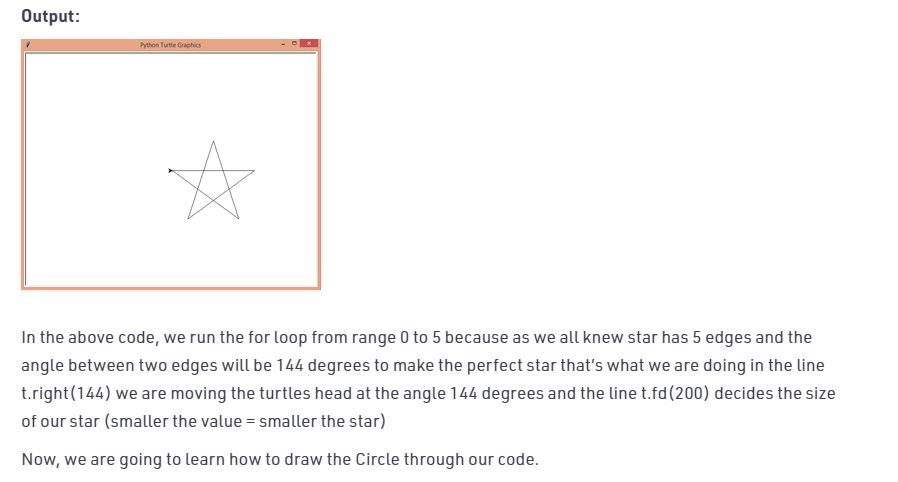 Output:
Python Turtle Graphics
In the above code, we run the for loop from range 0 to 5 because as we all knew star has 5 edges and the
angle between two edges will be 144 degrees to make the perfect star that’s what we are doing in the line
t.right(144) we are moving the turtles head at the angle 144 degrees and the line t.fd(200) decides the size
of our star (smaller the value = smaller the star)
Now, we are going to learn how to draw the Circle through our code.